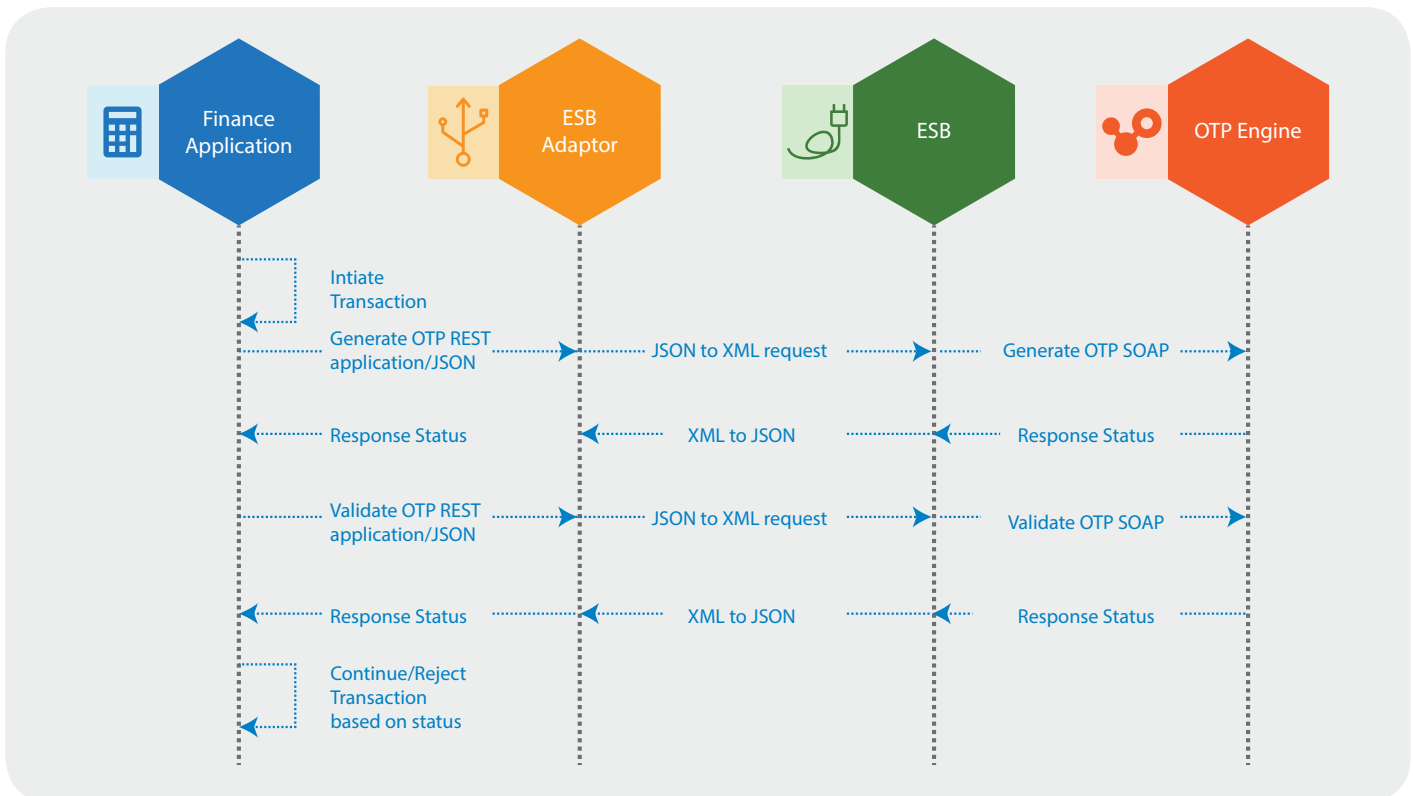 Finance
Application
ESB
Adaptor
ESB
OTP Engine
Intiate
Transaction
Generate OTP REST
application/JSON
JSON to XML request
Generate OTP SOAP
Response Status
XML to JSON
Response Status
Validate OTP REST
application/JSON
JSON to XML request
Validate OTP SOAP
Response Status
XML to JSON
Response Status
Continue/Reject
Transaction
based on status